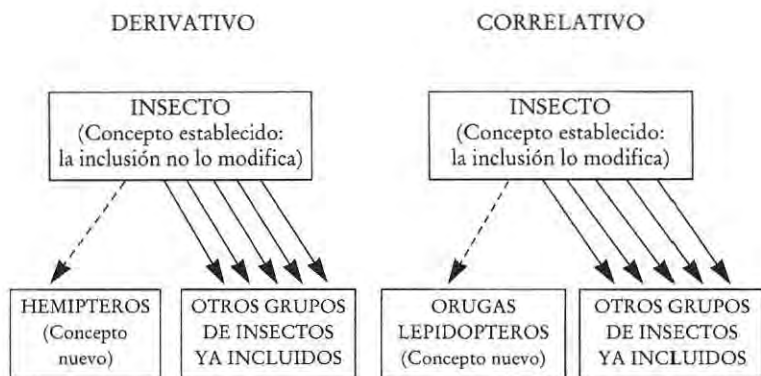 DERIVATIVO
INSECTO
(Concepto establecido:
la inclusión no lo modifica)
HEMIPTEROS
(Concepto
nuevo)
OTROS GRUPOS
DE INSECTOS
YA INCLUIDOS
CORRELATIVO
INSECTO
(Concepto establecido:
la inclusión lo modifica)
ORUGAS
LEPIDOPTEROS
(Concepto nuevo)
OTROS GRUPOS
DE INSECTOS
YA INCLUIDOS